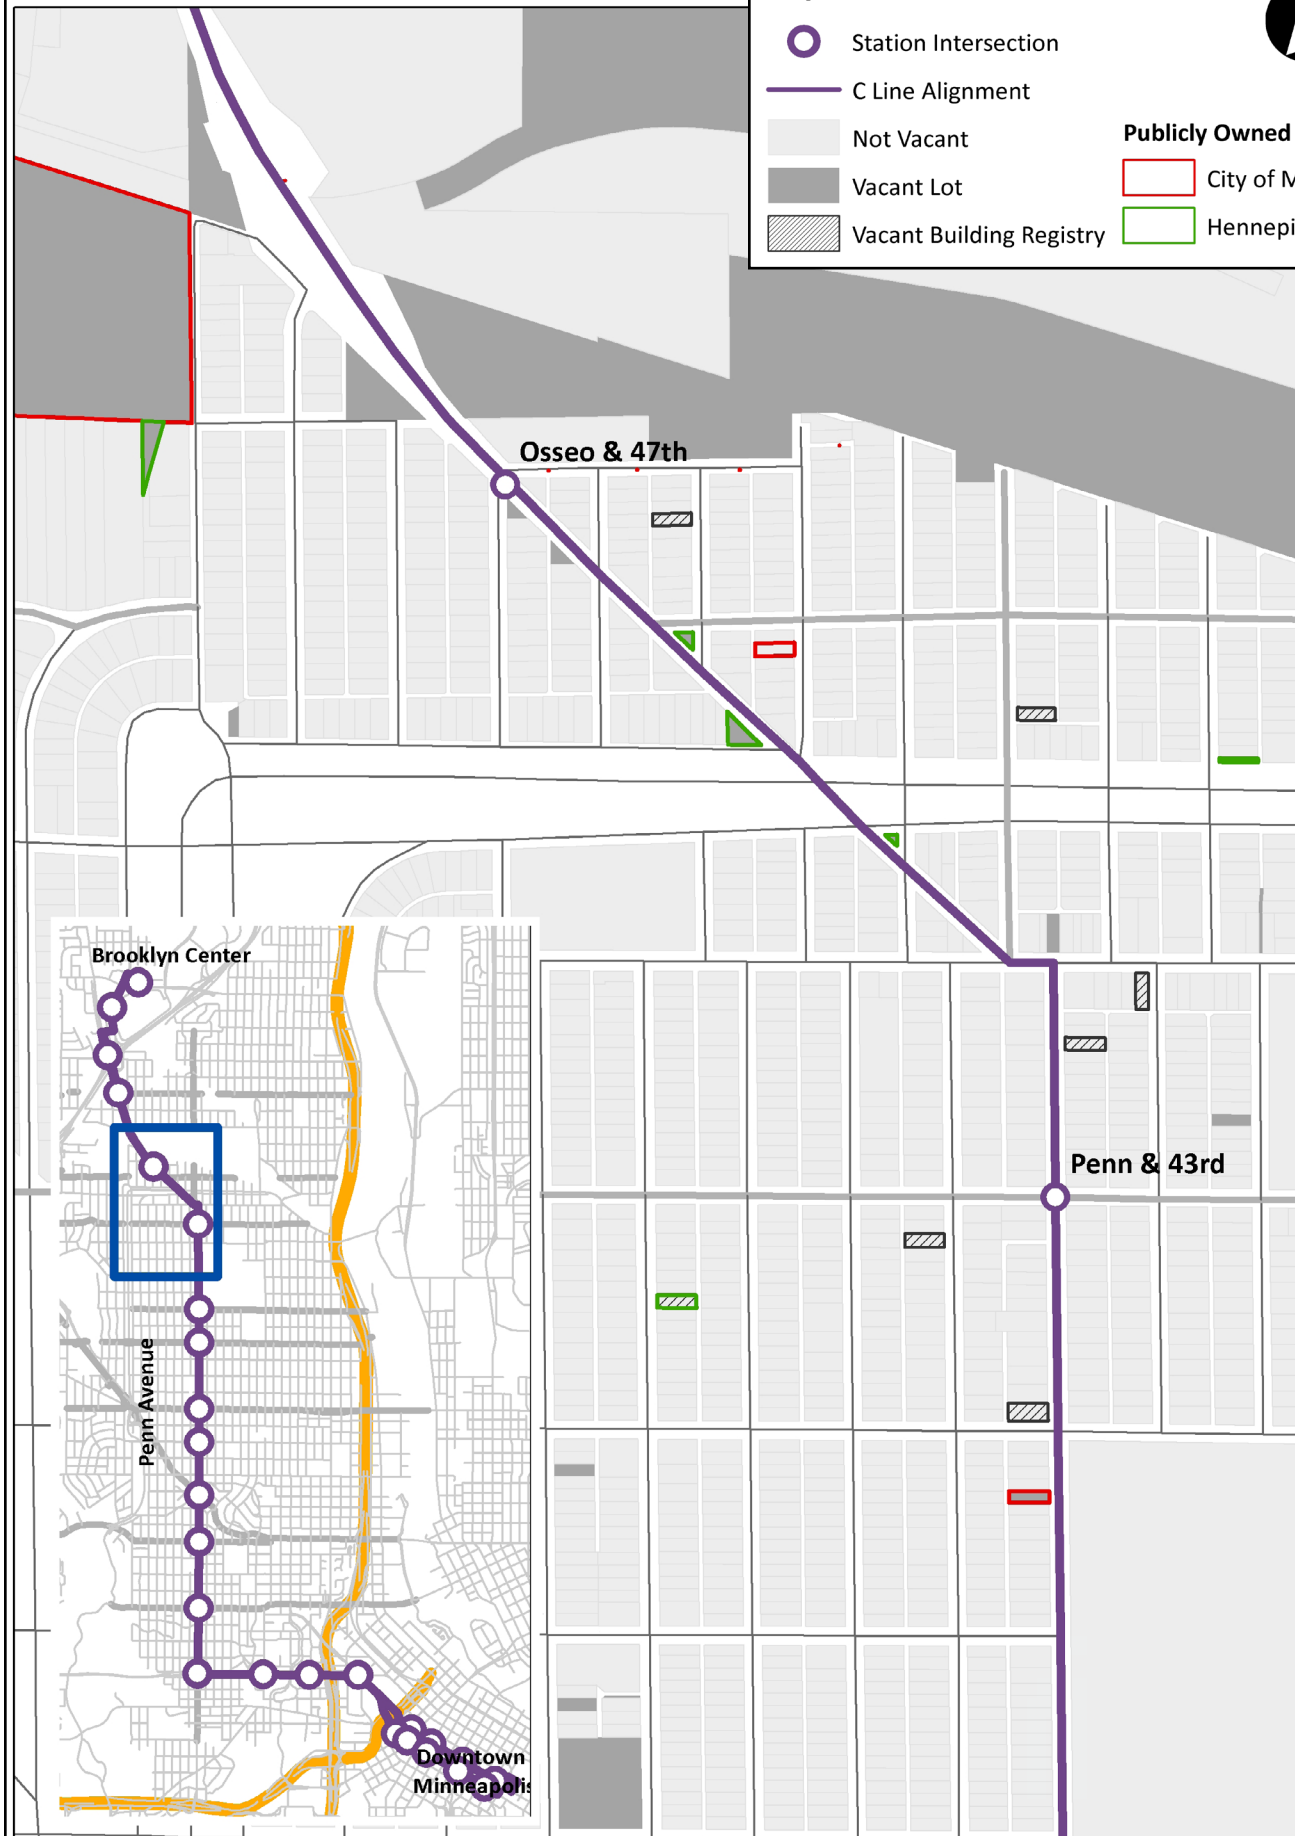 Station Intersection
C Line Alignment
Not Vacant
Vacant Lot
Vacant Building Registry
Publicly Owned
City of M
Hennepi
Osseo & 47th
Penn & 43rd
Brooklyn Center
Penn Avenue
Downtown
Minneapolis